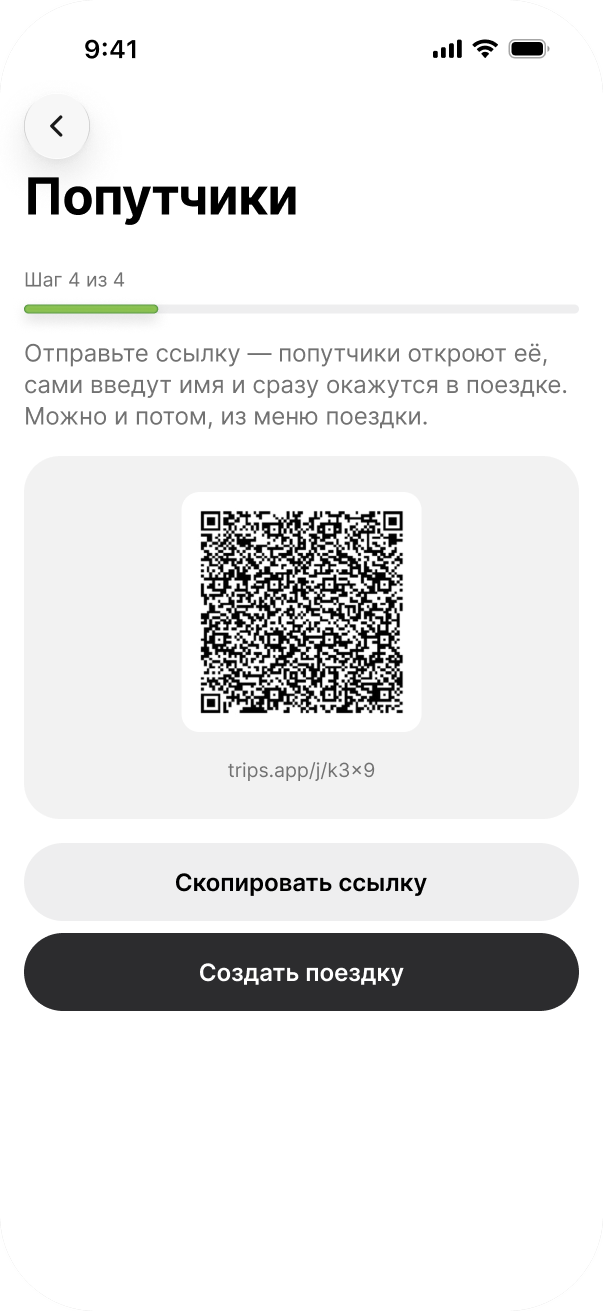 9:41
Попутчики
Шаг 4 из 4
Отправьте ссылку — попутчики откроют её,
сами введут имя и сразу окажутся в поездке.
Можно и потом, из меню поездки.
trips.app/j/k3×9
Скопировать ссылку
Создать поездку